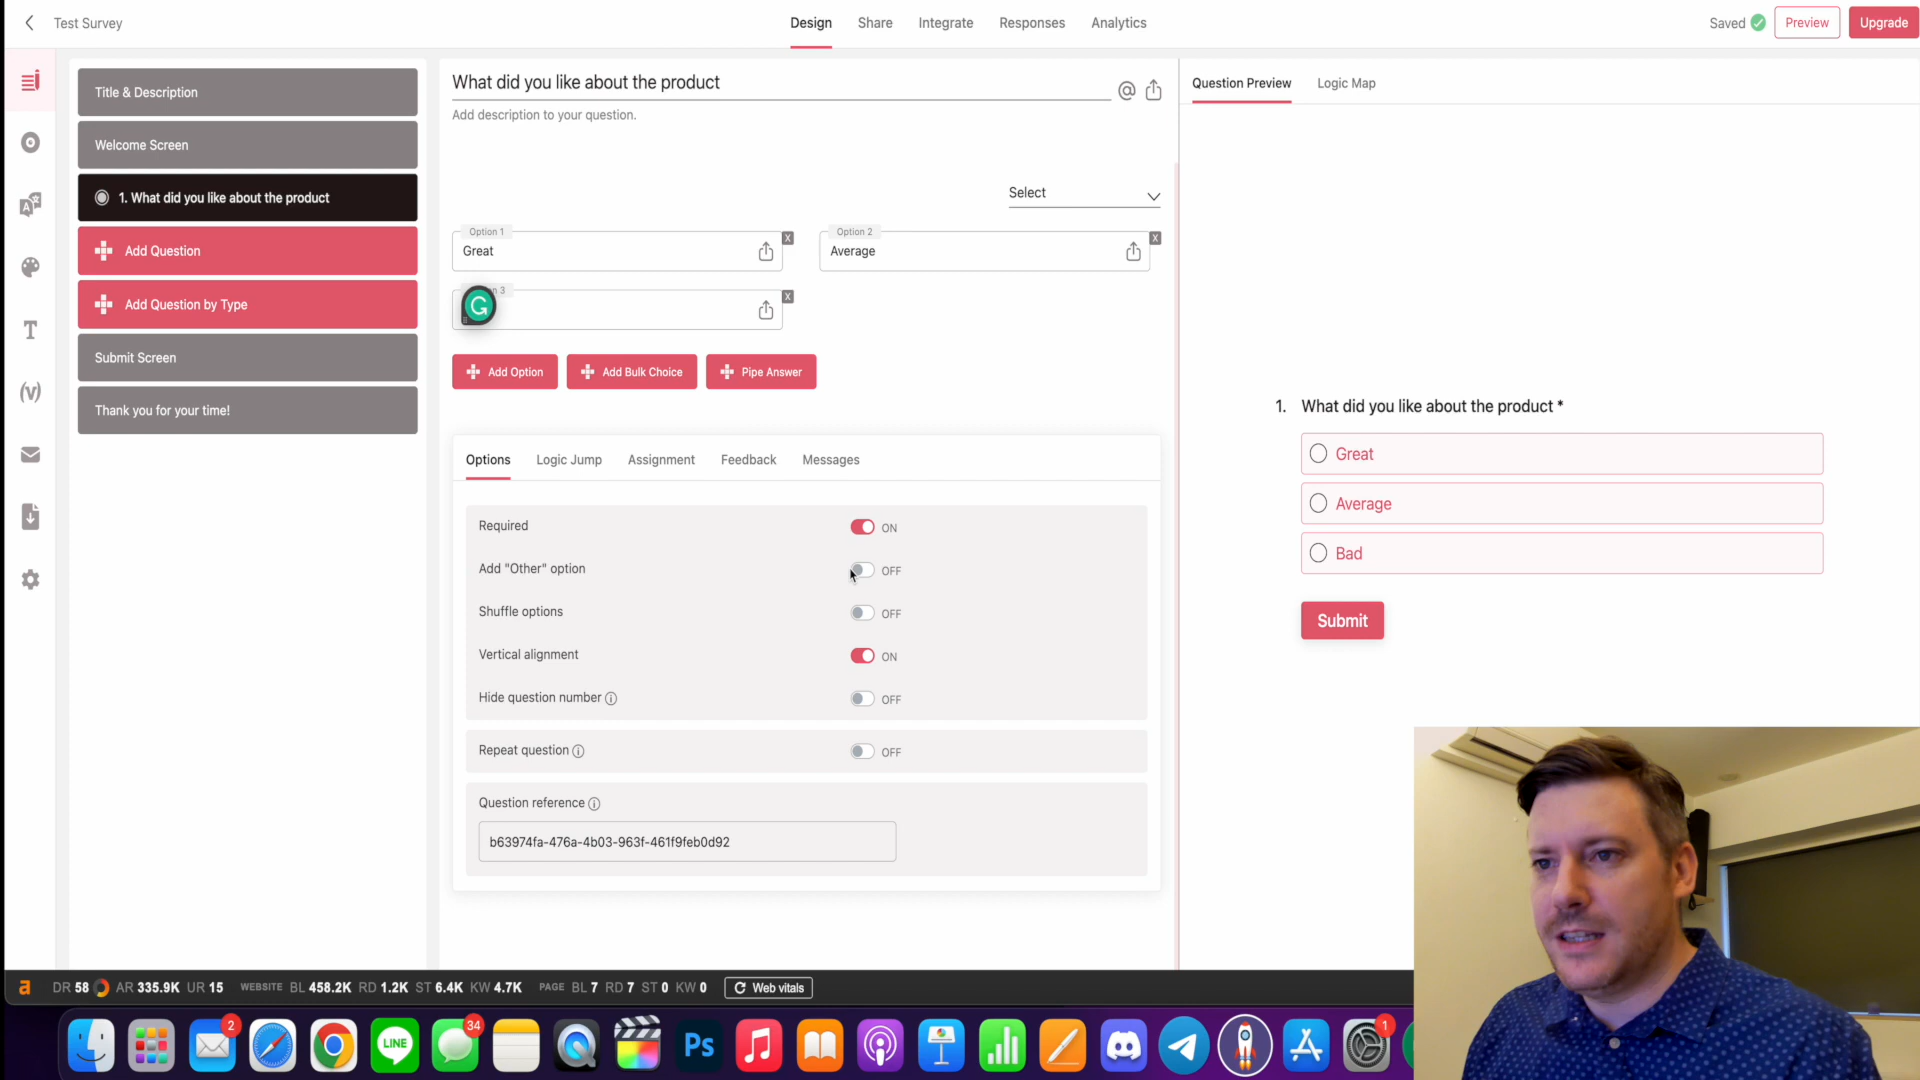 Test Survey
Design
Share
Integrate
Responses
Analytics
Saved
Preview
Upgrade
Title & Description
Welcome Screen
1. What did you like about the product
Add Question
Add Question by Type
Submit Screen
Thank you for your time!
What did you like about the product
@
Add description to your question.
Select
Option 1
Great
X
Option 2
Average
X
n 3
G
X
Add Option
Add Bulk Choice
Pipe Answer
Options
Logic Jump
Assignment
Feedback
Messages
Required
ON
Add "Other" option
OFF
Shuffle options
OFF
Vertical alignment
ON
Hide question number
OFF
Repeat question
OFF
Question reference
b63974fa-476a-4b03-963f-461f9feb0d92
Question Preview
Logic Map
1. What did you like about the product *
Great
Average
Bad
Submit
T
(V)
a DR 58 AR 335.9K UR 15 WEBSITE BL 458.2K RD 1.2K ST 6.4K KW 4.7K PAGE BL 7 RD 7 ST 0 KW 0 Web vitals
2
LINE
34
Ps
1